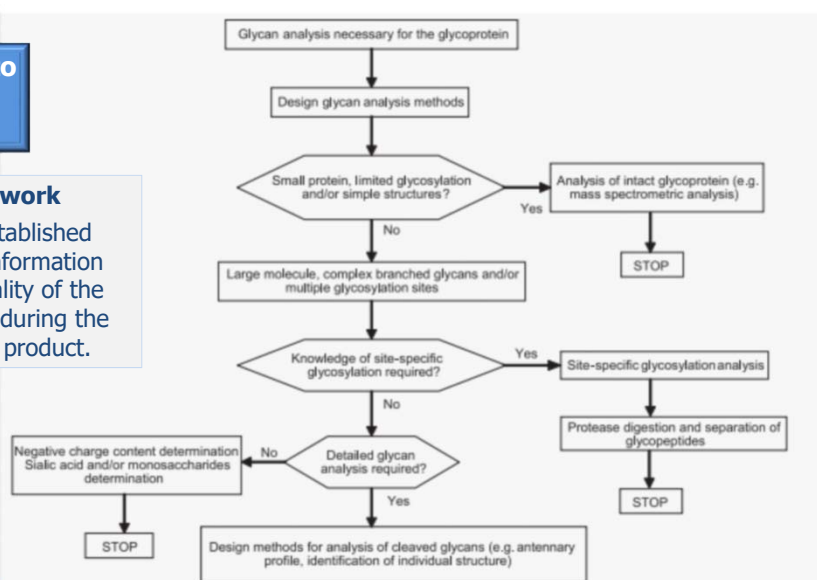 o
work
tablished
nformation
ality of the
during the
product.
Glycan analysis necessary for the glycoprotein
Design glycan analysis methods
Small protein, limited glycosylation
and/or simple structures?
Yes
Analysis of intact glycoprotein (e.g.
mass spectrometric analysis)
STOP
No
Large molecule, complex branched glycans and/or
multiple glycosylation sites
Knowledge of site-specific
glycosylation required?
Yes
Site-specific glycosylation analysis
Protease digestion and separation of
glycopeptides
STOP
No
Detailed glycan
analysis required?
No
Negative charge content determination
Sialic acid and/or monosaccharides
determination
STOP
Yes
Design methods for analysis of cleaved glycans (e.g. antennary
profile, identification of individual structure)